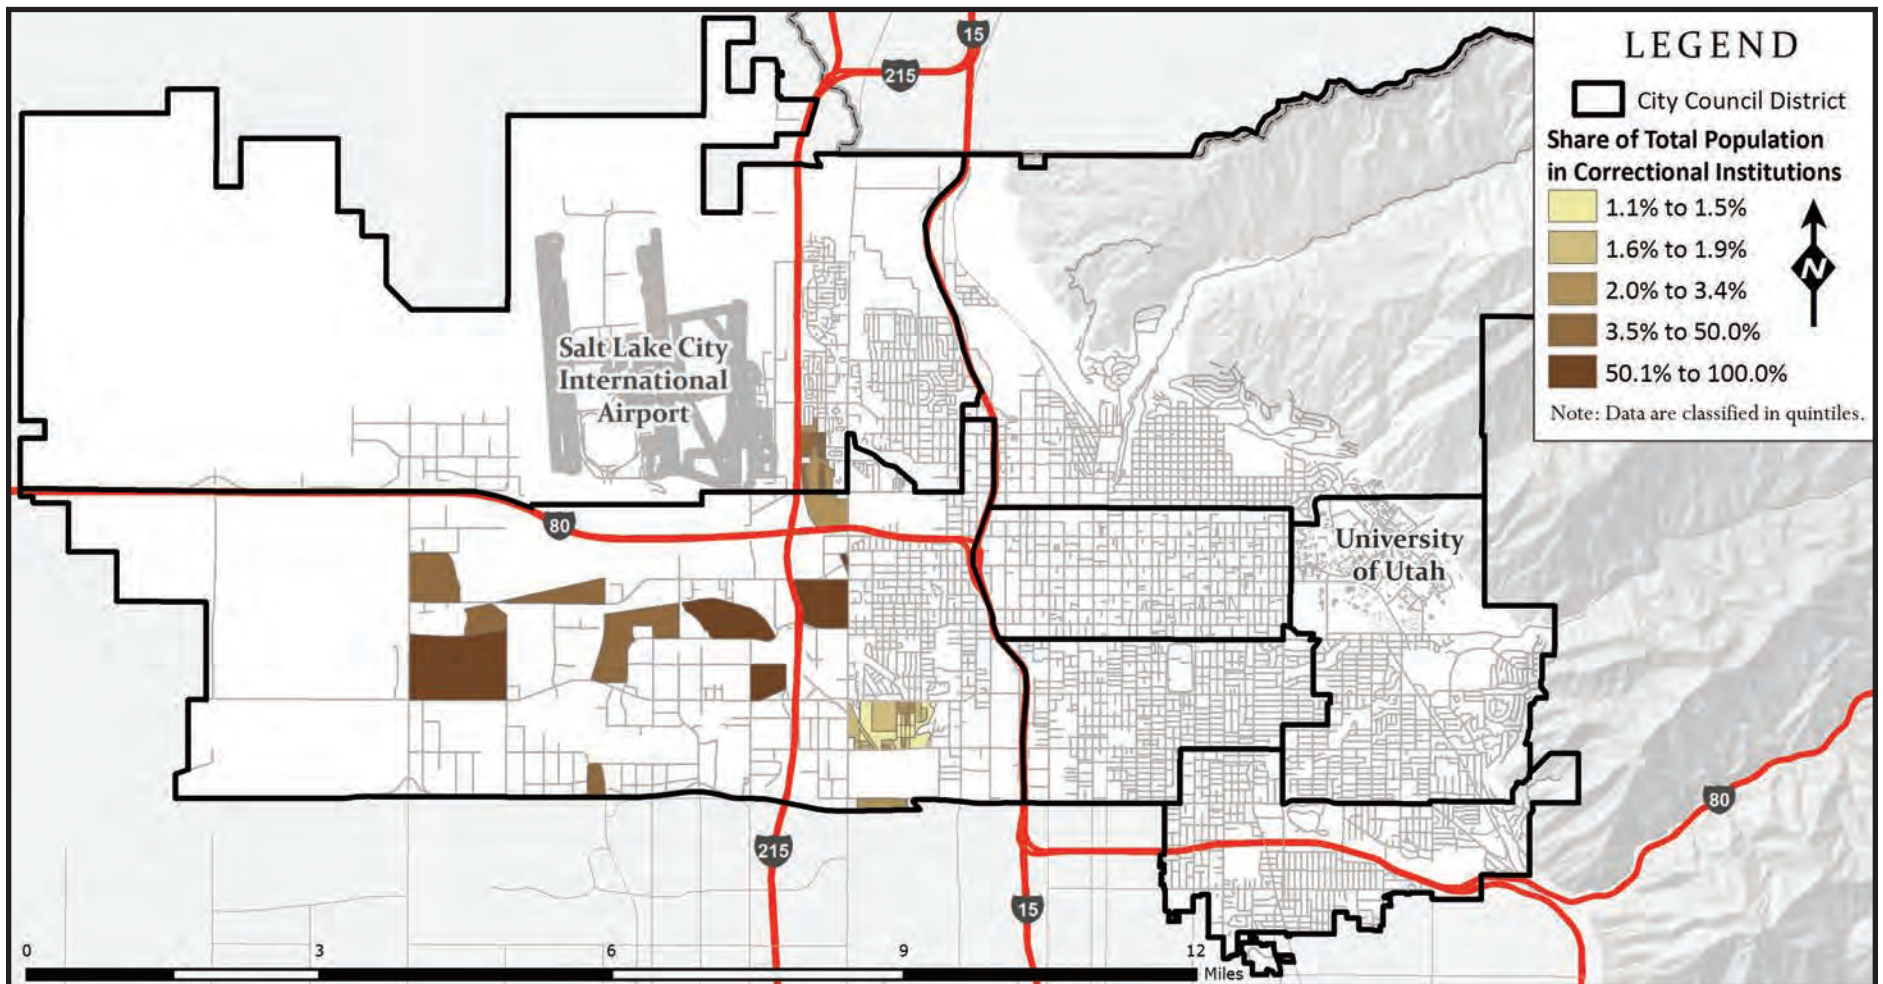 15
215
LEGEND
City Council District
Share of Total Population
in Correctional Institutions
1.1% to 1.5%
1.6% to 1.9%
2.0% to 3.4%
3.5% to 50.0%
50.1% to 100.0%
N
Note: Data are classified in quintiles.
Salt Lake City
International
Airport
80
University
of Utah
80
215
15
0 3 6 9 12
Miles